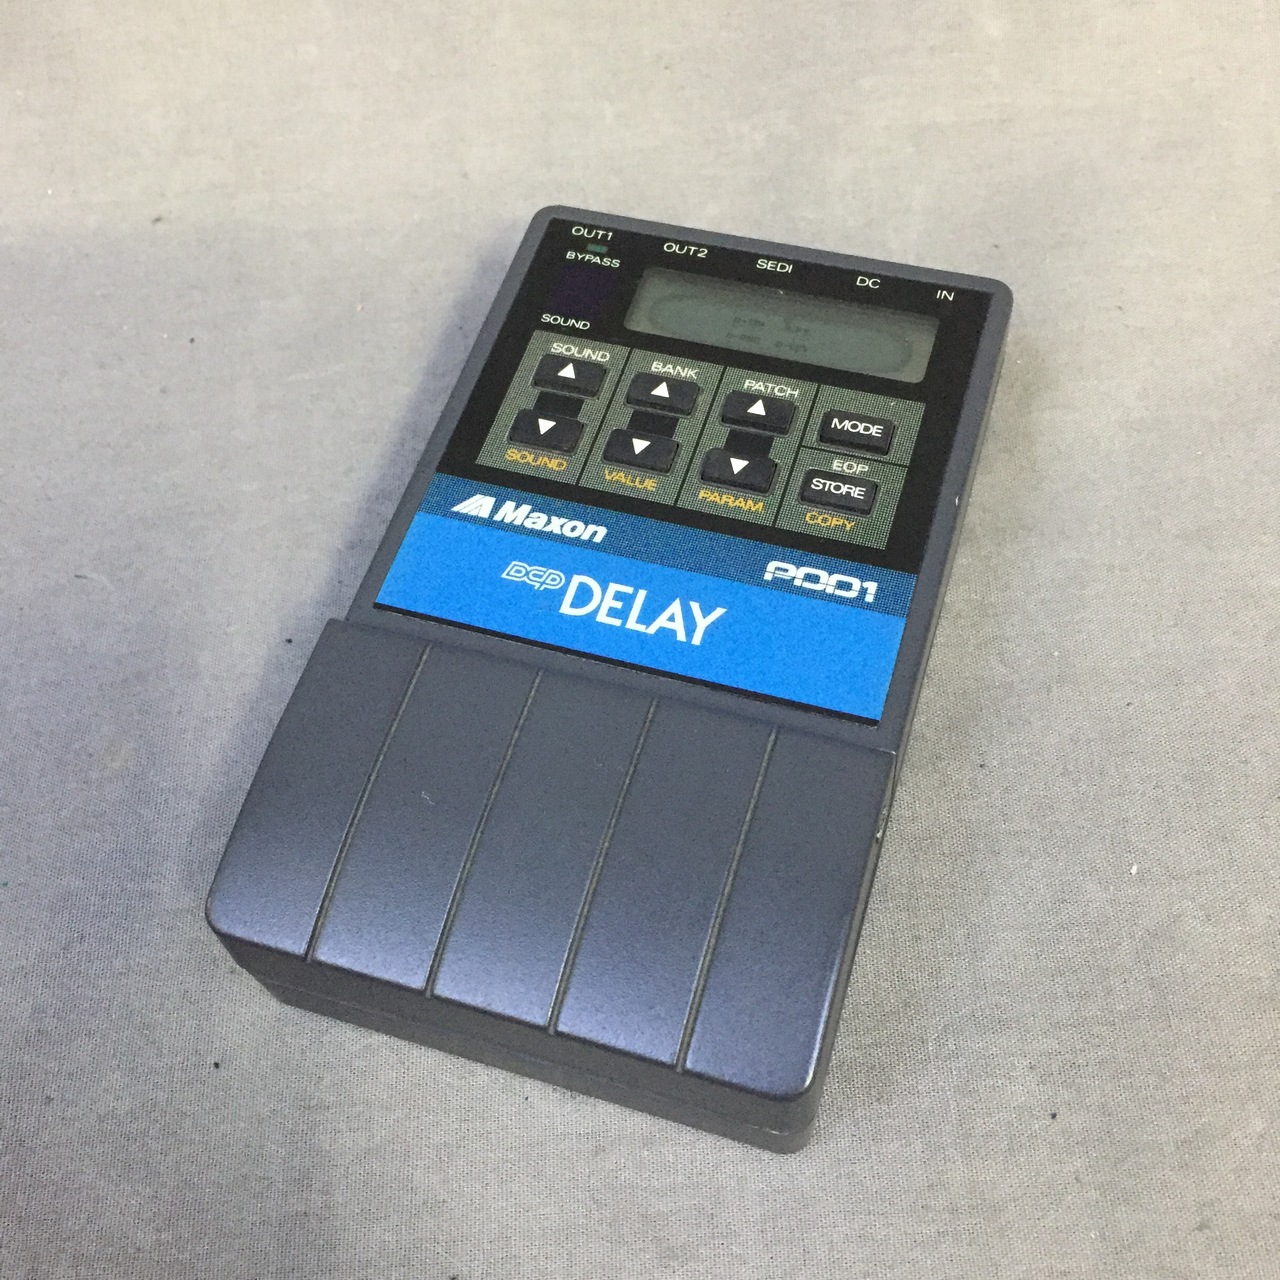 OUT1 OUT2 SEDI DC IN
BYPASS
SOUND
SOUND BANK PATCH
MODE
EOP
STORE
SOUND VALUE PARAM COPY
Maxon
PDD1
DCP DELAY